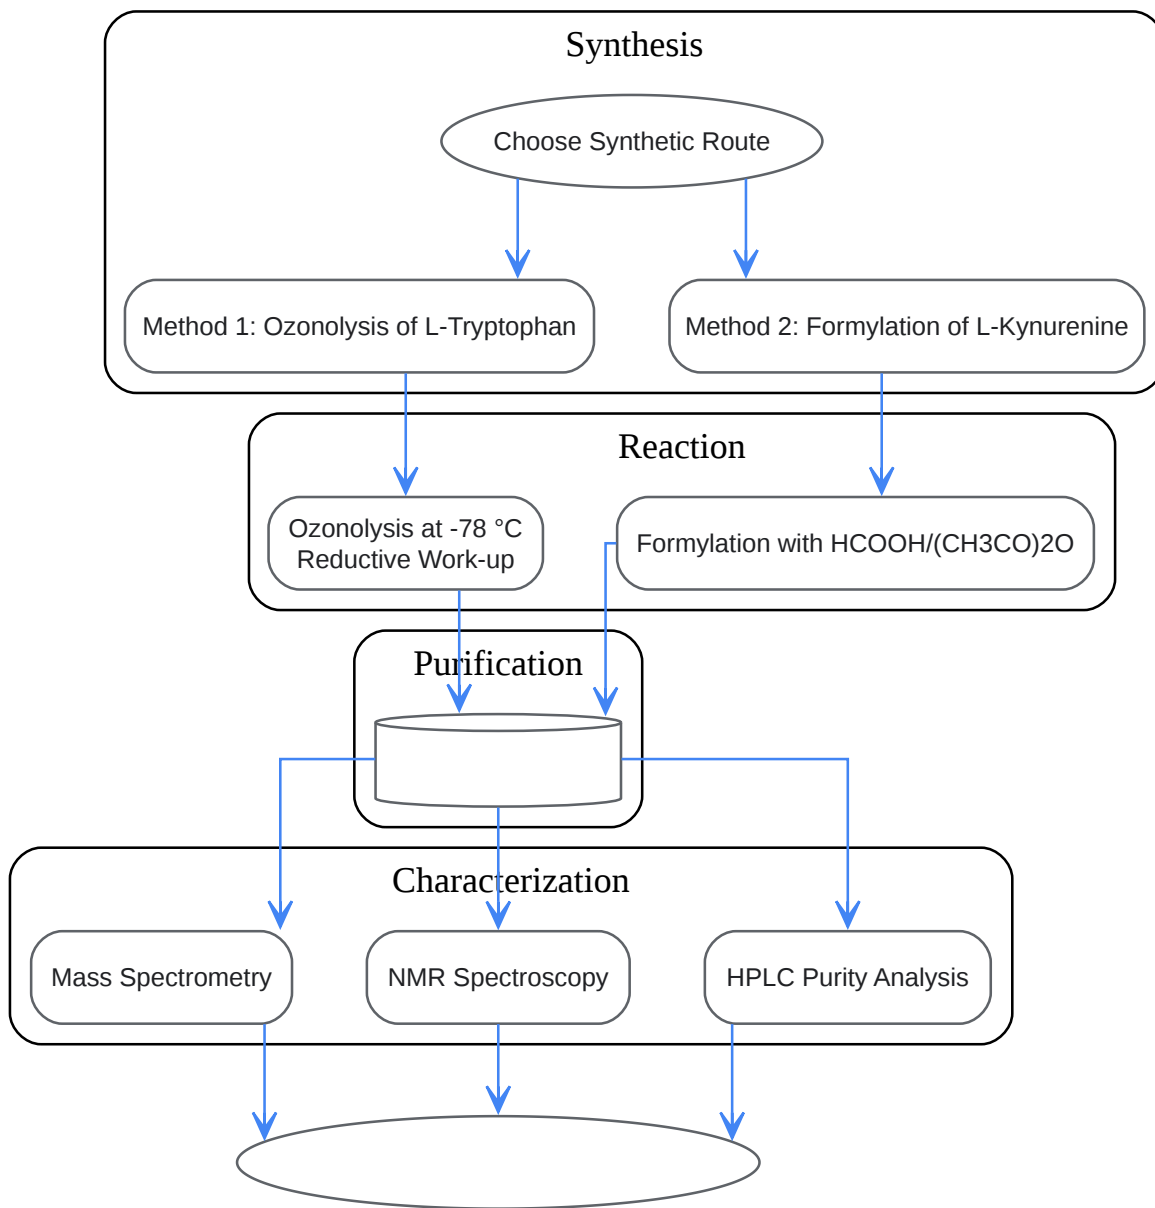 Synthesis
Choose Synthetic Route
Method 1: Ozonolysis of L-Tryptophan
Method 2: Formylation of L-Kynurenine
Reaction
Ozonolysis at -78 °C
Reductive Work-up
Formylation with HCOOH/(CH3CO)2O
Purification
Characterization
Mass Spectrometry
NMR Spectroscopy
HPLC Purity Analysis